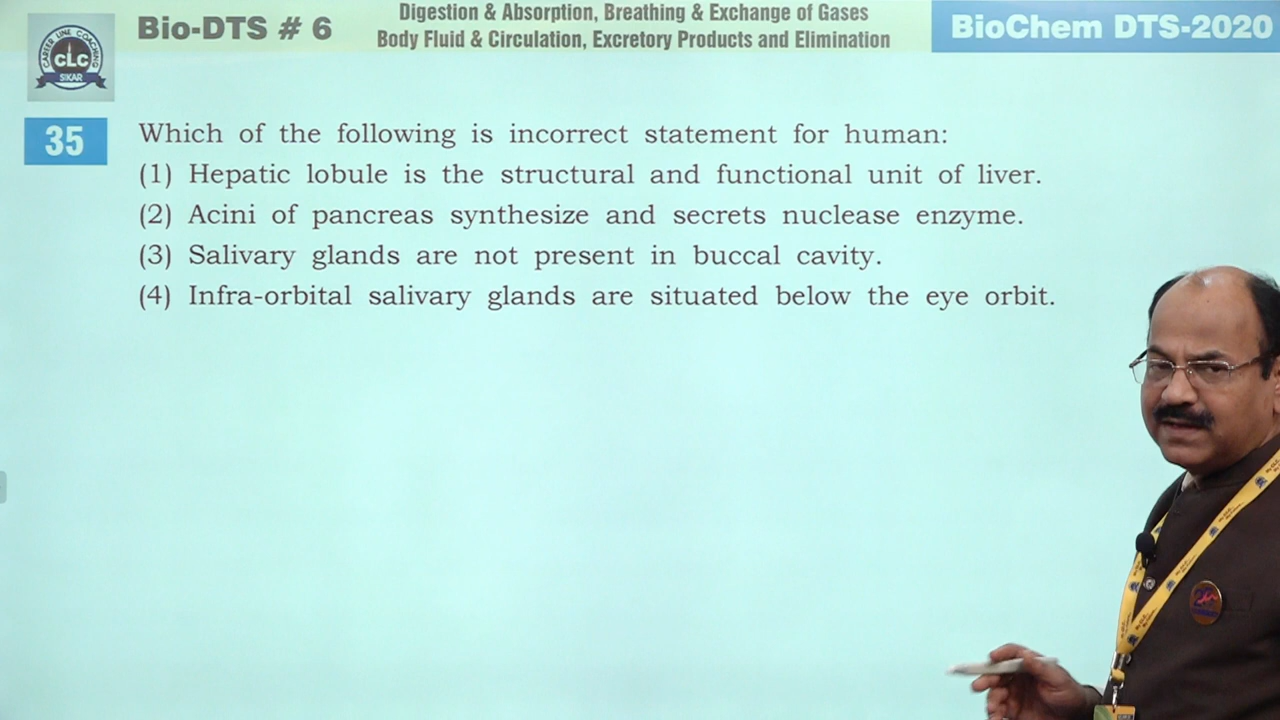 Bio-DTS # 6
Digestion & Absorption, Breathing & Exchange of Gases
Body Fluid & Circulation, Excretory Products and Elimination
BioChem DTS-2020
CAREER LINE COACHING
CLC
SIKAR
35
Which of the following is incorrect statement for human:
(1) Hepatic lobule is the structural and functional unit of liver.
(2) Acini of pancreas synthesize and secrets nuclease enzyme.
(3) Salivary glands are not present in buccal cavity.
(4) Infra-orbital salivary glands are situated below the eye orbit.